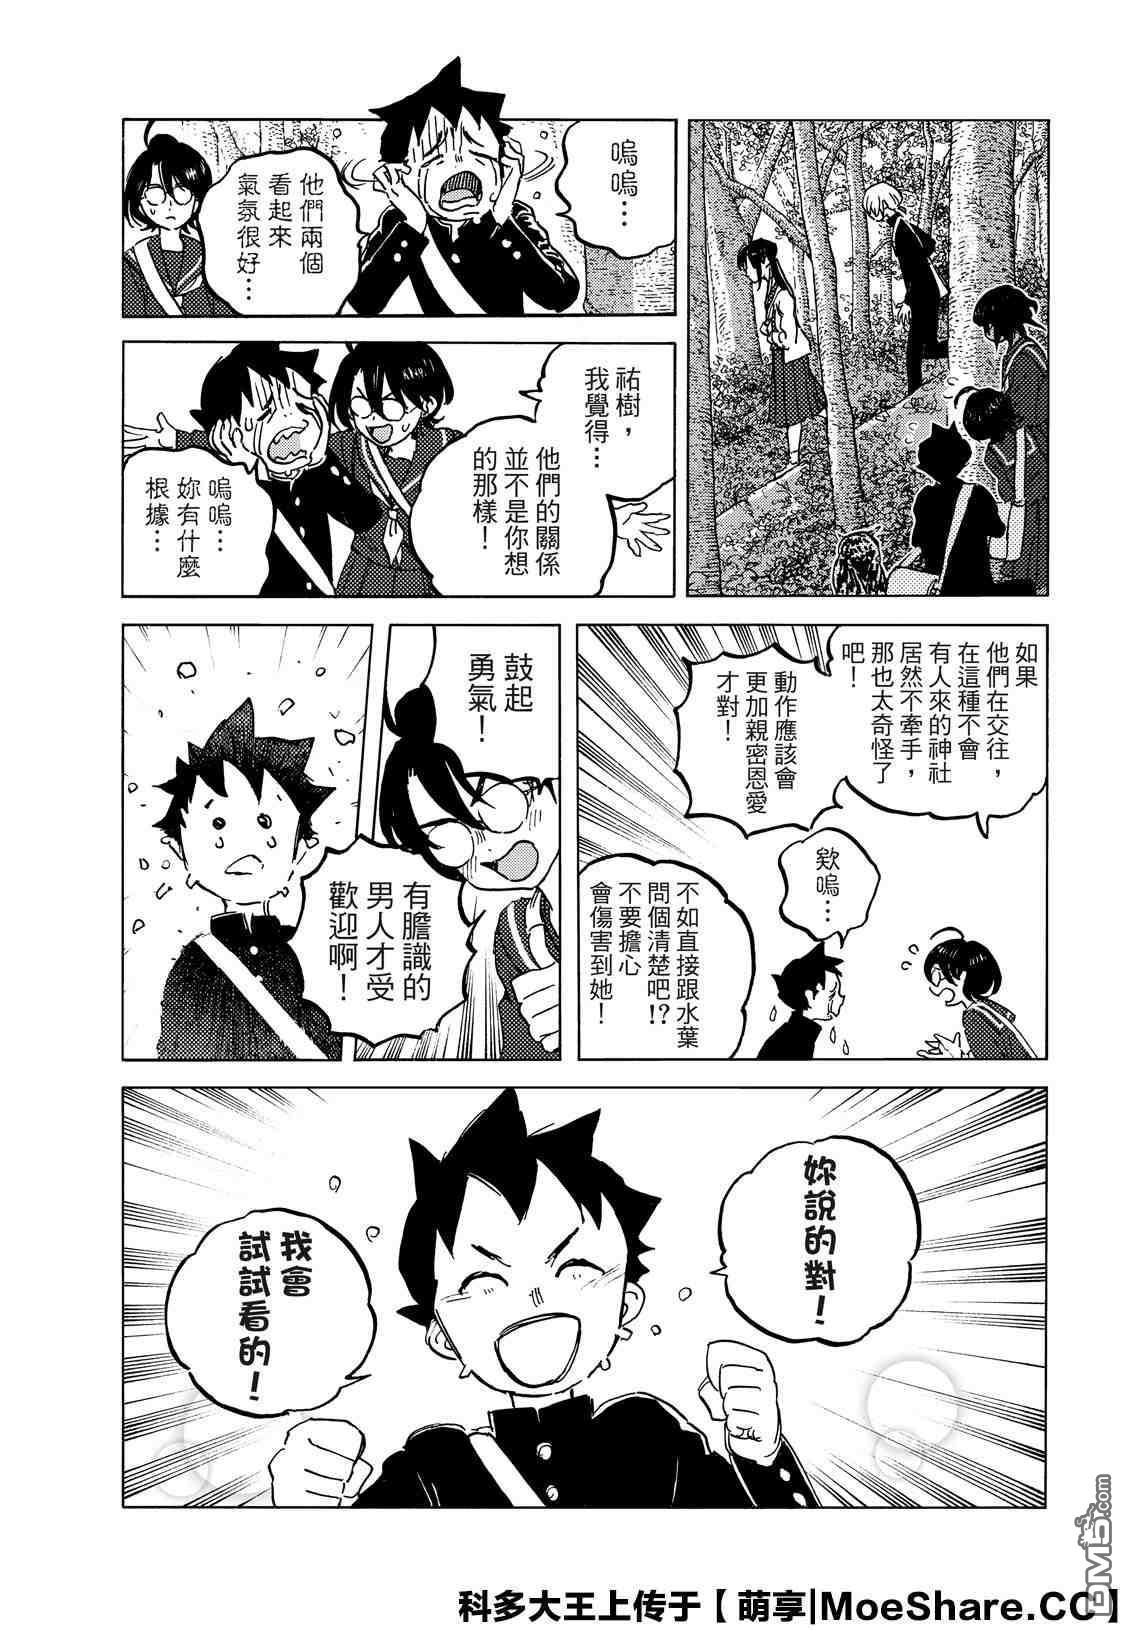 嗚嗚…
他們兩個
看起來
氣氛很好…
祐樹，
我覺得…
他們的關係
並不是你想
的那樣！
嗚嗚…
妳有什麼
根據…
如果
他們在交往，
在這種不會
有人來的神社
居然不牽手，
那也太奇怪了
吧！
動作應該會
更加親密恩愛
才對！
欸嗚…
不如直接跟水葉
問個清楚吧!?
不要擔心
會傷害到她！
鼓起
勇氣！
有膽識的
男人才受
歡迎啊！
妳說的對！
我會
試試看的！
DM5.com
科多大王上传于【萌享|MoeShare.CC】